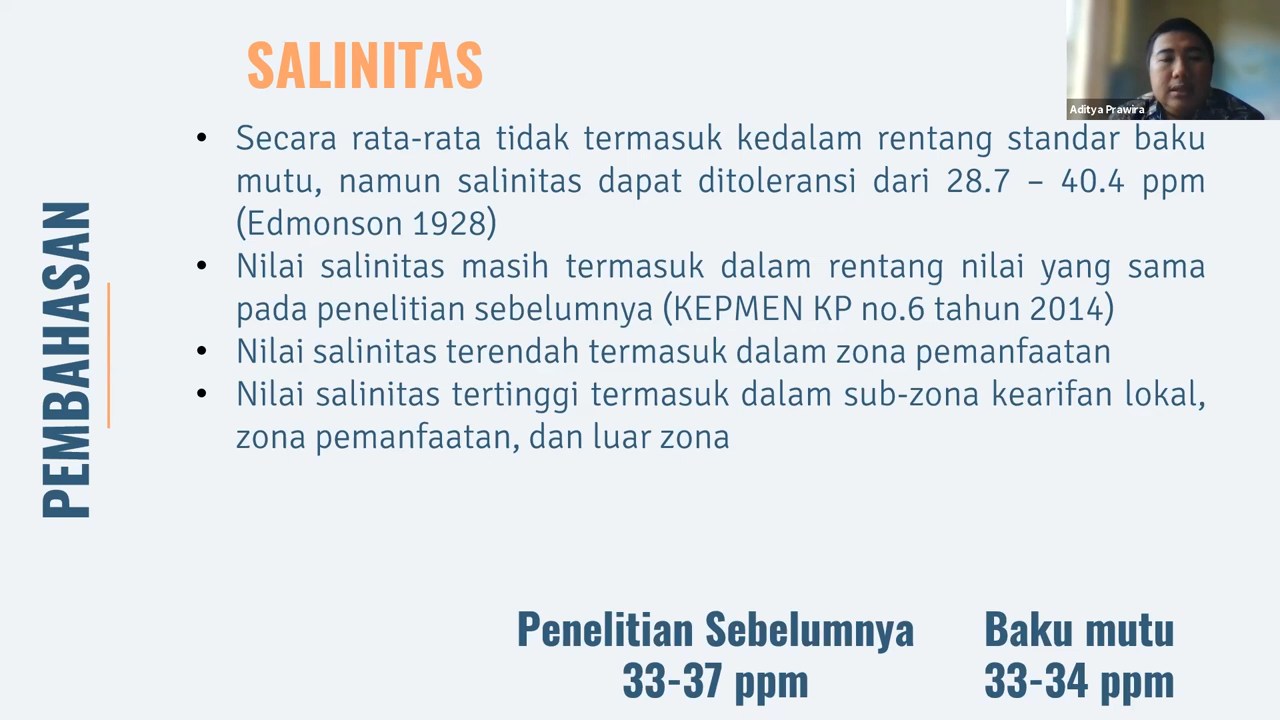 SALINITAS
Aditya Prawira
• Secara rata-rata tidak termasuk kedalam rentang standar baku
mutu, namun salinitas dapat ditoleransi dari 28.7 – 40.4 ppm
(Edmonson 1928)
• Nilai salinitas masih termasuk dalam rentang nilai yang sama
pada penelitian sebelumnya (KEPMEN KP no.6 tahun 2014)
• Nilai salinitas terendah termasuk dalam zona pemanfaatan
• Nilai salinitas tertinggi termasuk dalam sub-zona kearifan lokal,
zona pemanfaatan, dan luar zona
PEMBAHASAN
Penelitian Sebelumnya
33-37 ppm
Baku mutu
33-34 ppm